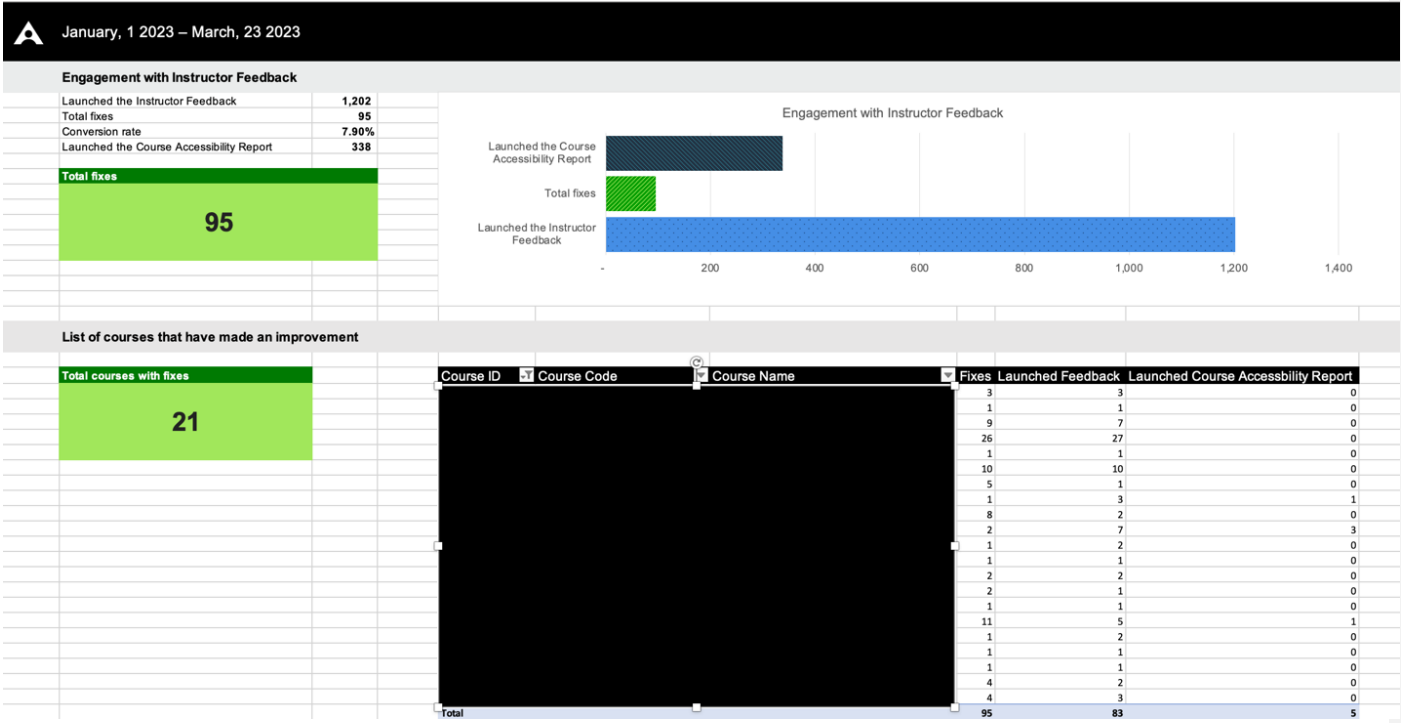 January, 1 2023 – March, 23 2023
Engagement with Instructor Feedback
Launched the Instructor Feedback 1,202
Total fixes 95
Conversion rate 7.90%
Launched the Course Accessibility Report 338
Total fixes
95
Engagement with Instructor Feedback
Launched the Course
Accessibility Report
Total fixes
Launched the Instructor
Feedback
- 200 400 600 800 1,000 1,200 1,400
List of courses that have made an improvement
Total courses with fixes
21
Course ID Course Code Course Name Fixes Launched Feedback Launched Course Accessbility Report
3 3 0
1 1 0
9 7 0
26 27 0
1 1 0
10 10 0
5 1 0
1 3 1
8 2 0
2 7 3
1 2 0
1 1 0
2 2 0
2 1 0
1 1 0
11 5 1
1 2 0
1 1 0
1 1 0
4 2 0
4 3 0
Total 95 83 5